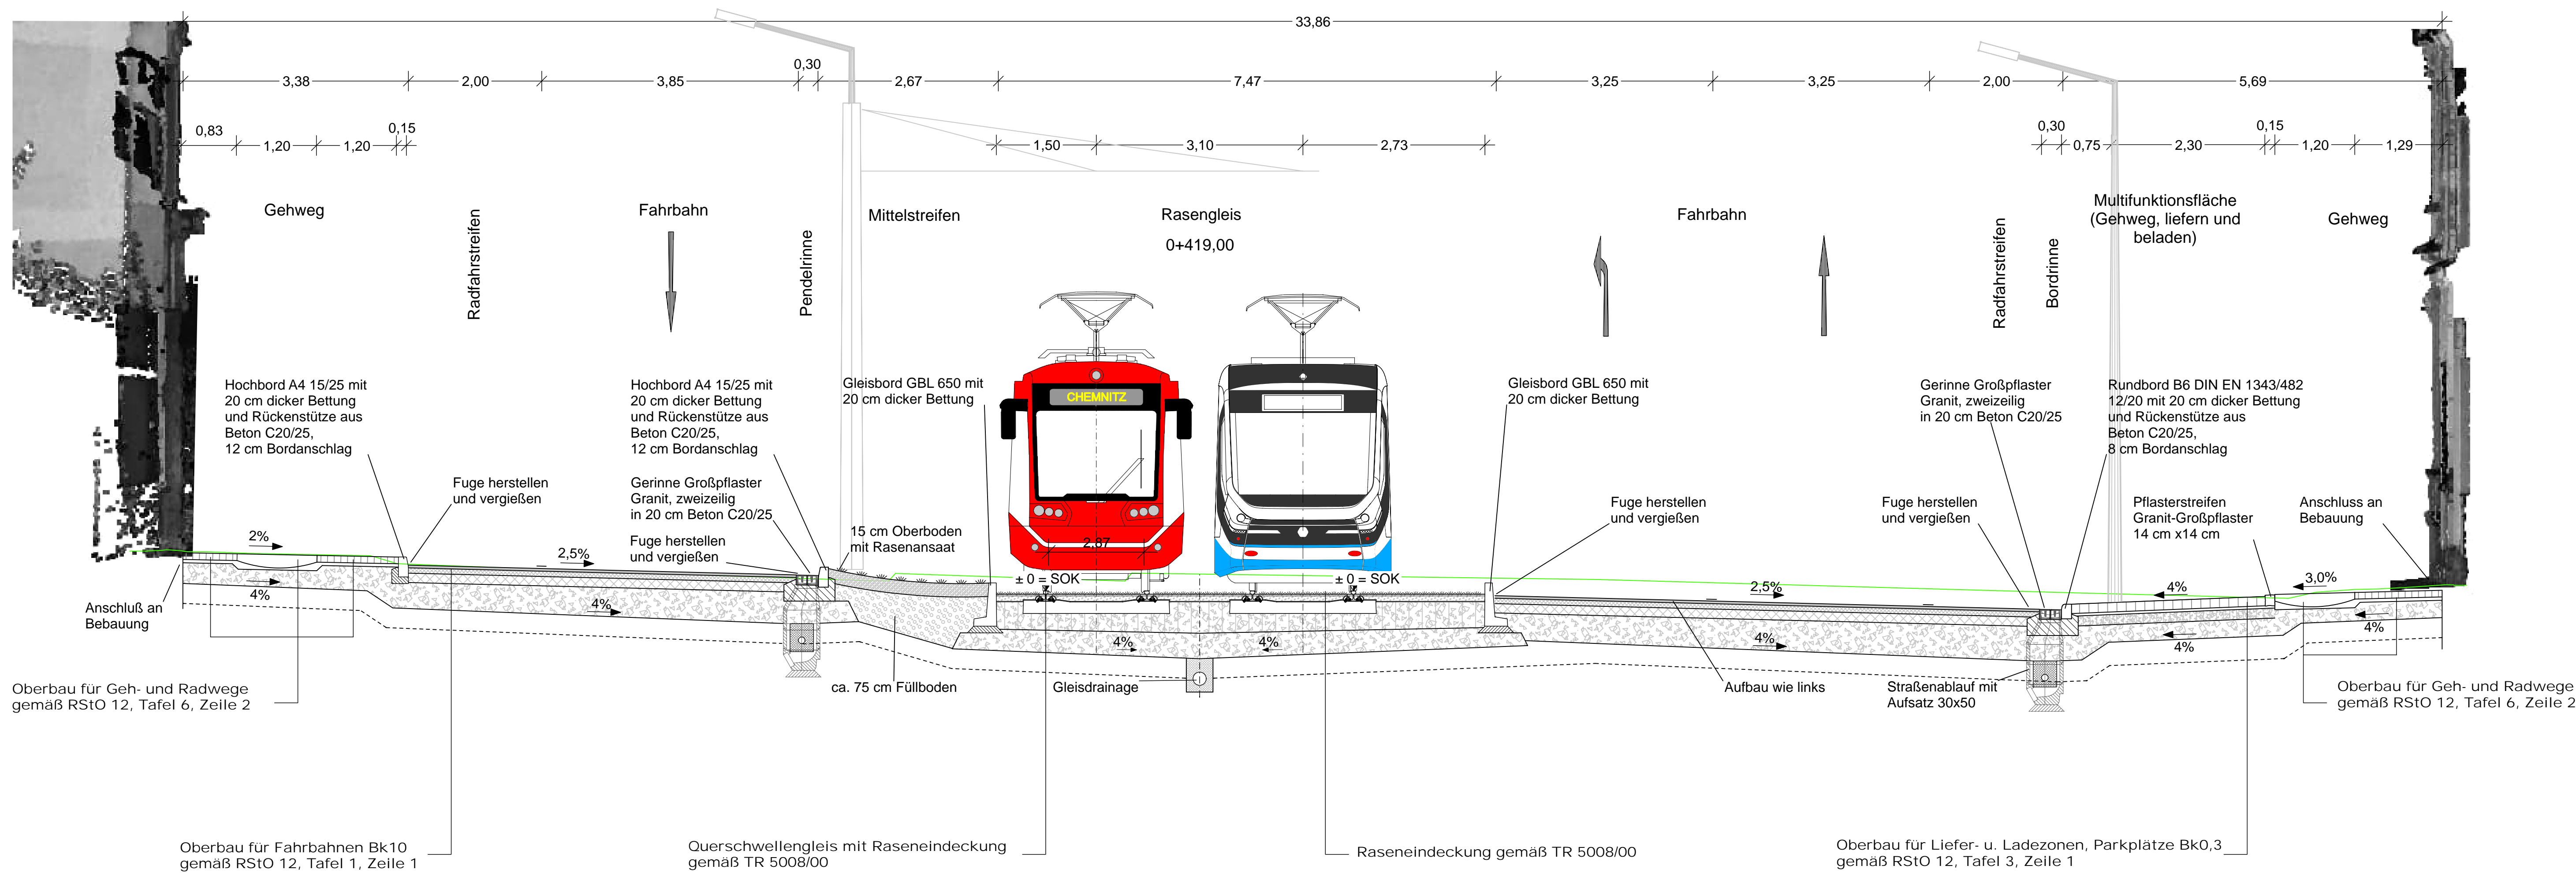 33,86
3,38
2,00
3,85
0,30
2,67
7,47
3,25
3,25
2,00
5,69
0,83
1,20
1,20
0,15
1,50
3,10
2,73
0,30
0,75
2,30
0,15
1,20
1,29
Gehweg
Radfahrstreifen
Fahrbahn
Pendelrinne
Mittelstreifen
Rasengleis
0+419,00
Fahrbahn
Radfahrstreifen
Bordrinne
Multifunktionsfläche
(Gehweg, liefern und
beladen)
Gehweg
Hochbord A4 15/25 mit
20 cm dicker Bettung
und Rückenstütze aus
Beton C20/25,
12 cm Bordanschlag
Fuge herstellen
und vergießen
Hochbord A4 15/25 mit
20 cm dicker Bettung
und Rückenstütze aus
Beton C20/25,
12 cm Bordanschlag
Gerinne Großpflaster
Granit, zweizeilig
in 20 cm Beton C20/25
Fuge herstellen
und vergießen
Gleisbord GBL 650 mit
20 cm dicker Bettung
15 cm Oberboden
mit Rasenansaat
CHEMNITZ
2,87
± 0 = SOK
± 0 = SOK
Gleisbord GBL 650 mit
20 cm dicker Bettung
Fuge herstellen
und vergießen
Gerinne Großpflaster
Granit, zweizeilig
in 20 cm Beton C20/25
Fuge herstellen
und vergießen
Rundbord B6 DIN EN 1343/482
12/20 mit 20 cm dicker Bettung
und Rückenstütze aus
Beton C20/25,
8 cm Bordanschlag
Pflasterstreifen
Granit-Großpflaster
14 cm x14 cm
Anschluss an
Bebauung
2%
2,5%
4%
4%
4%
4%
2,5%
4%
4%
3,0%
4%
4%
Anschluß an
Bebauung
ca. 75 cm Füllboden
Gleisdrainage
Aufbau wie links
Straßenablauf mit
Aufsatz 30x50
Oberbau für Geh- und Radwege
gemäß RStO 12, Tafel 6, Zeile 2
Oberbau für Geh- und Radwege
gemäß RStO 12, Tafel 6, Zeile 2
Oberbau für Fahrbahnen Bk10
gemäß RStO 12, Tafel 1, Zeile 1
Querschwellengleis mit Raseneindeckung
gemäß TR 5008/00
Raseneindeckung gemäß TR 5008/00
Oberbau für Liefer- u. Ladezonen, Parkplätze Bk0,3
gemäß RStO 12, Tafel 3, Zeile 1